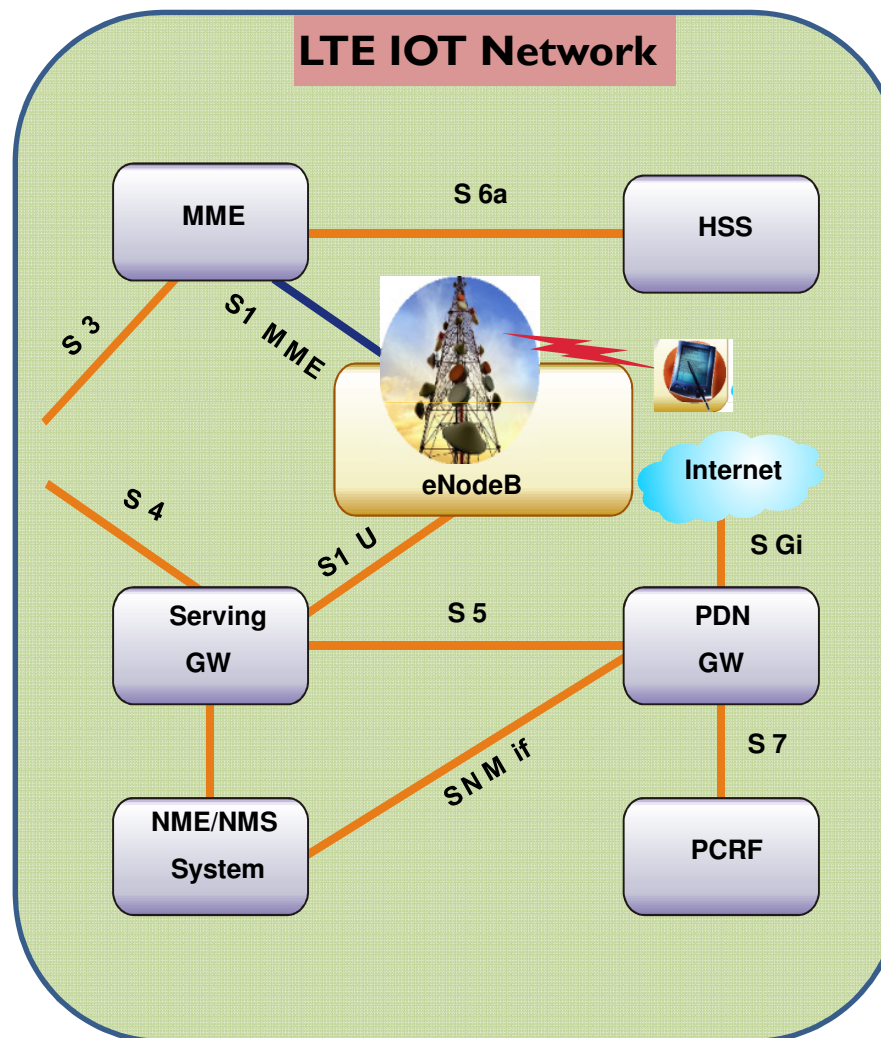 LTE IOT Network
S 6a
MME
HSS
S 3
S1 MME
eNodeB
Internet
S 4
S1 U
S Gi
Serving
GW
S 5
PDN
GW
SNM if
S 7
NME/NMS
System
PCRF